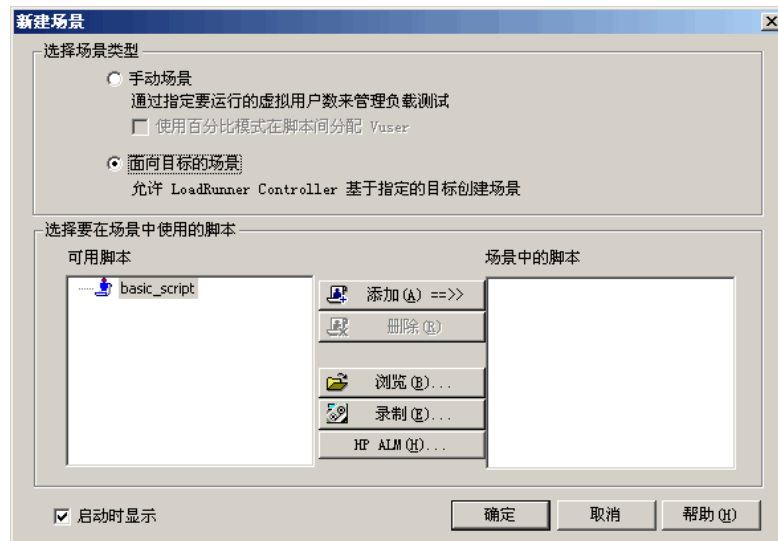 新建场景
选择场景类型
手动场景
通过指定要运行的虚拟用户数来管理负载测试
使用百分比模式在脚本间分配 Vuser
面向目标的场景
允许 LoadRunner Controller 基于指定的目标创建场景
选择要在场景中使用的脚本
可用脚本
场景中的脚本
basic_script
添加(A) ==>>
删除(R)
浏览(B)...
录制(E)...
HP ALM(H)...
启动时显示
确定
取消
帮助(H)